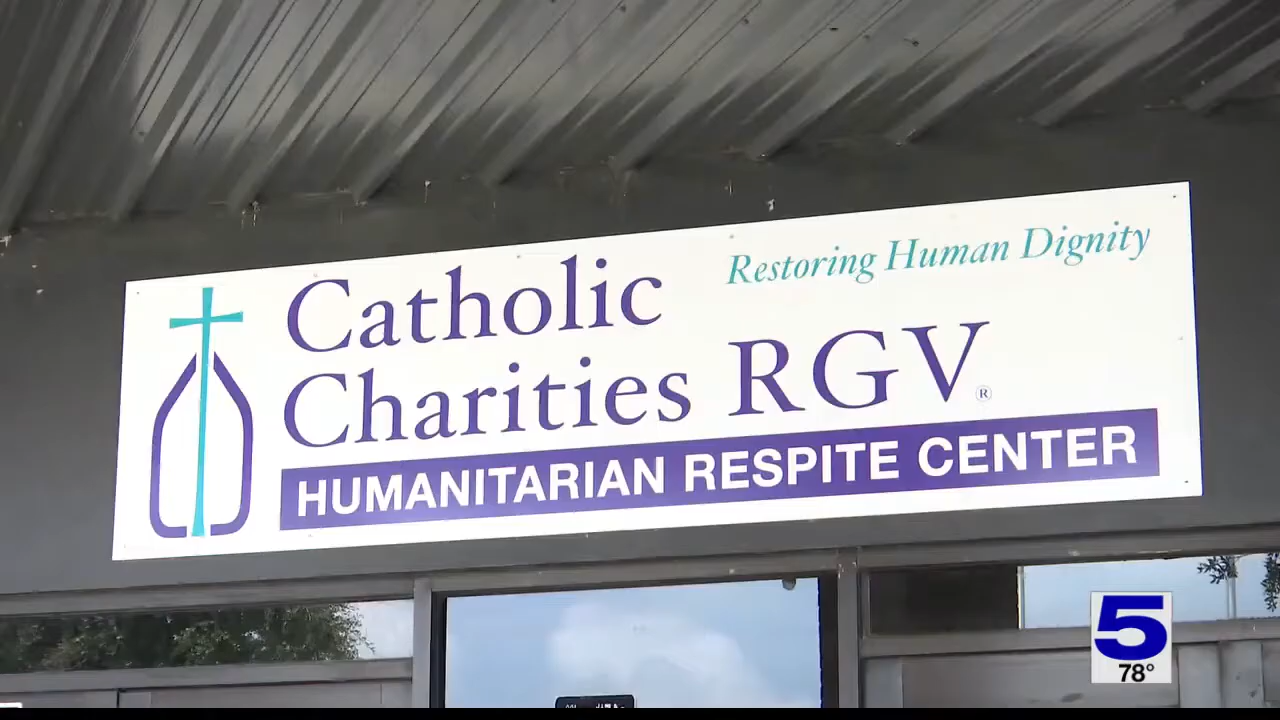 Restoring Human Dignity
Catholic
Charities RGV®
HUMANITARIAN RESPITE CENTER
5
78°